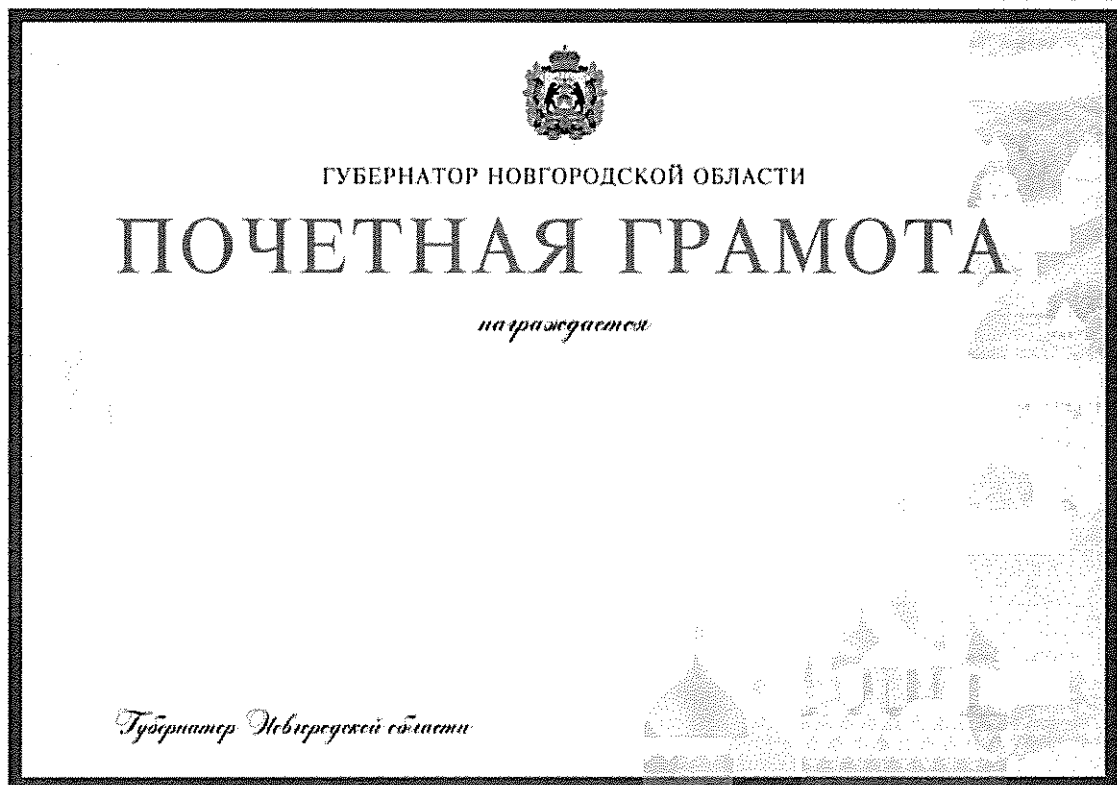 ГУБЕРНАТОР НОВГОРОДСКОЙ ОБЛАСТИ
ПОЧЕТНАЯ ГРАМОТА
награждается
Губернатор Новгородской области